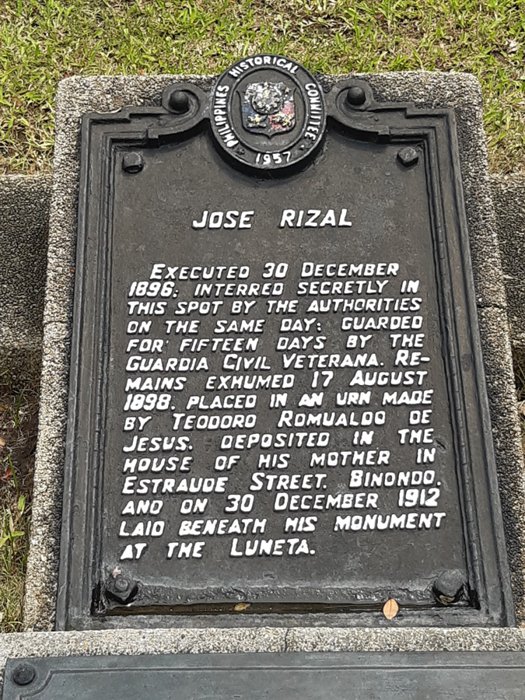 PHILIPPINES HISTORICAL COMMITTEE
1957
JOSE RIZAL
EXECUTED 30 DECEMBER
1896; INTERRED SECRETLY IN
THIS SPOT BY THE AUTHORITIES
ON THE SAME DAY; GUARDED
FOR FIFTEEN DAYS BY THE
GUARDIA CIVIL VETERANA. RE-
MAINS EXHUMED 17 AUGUST
1898, PLACED IN AN URN MADE
BY TEODORO ROMUALDO DE
JESUS, DEPOSITED IN THE
HOUSE OF HIS MOTHER IN
ESTRAUDE STREET, BINONDO,
AND ON 30 DECEMBER 1912
LAID BENEATH HIS MONUMENT
AT THE LUNETA.